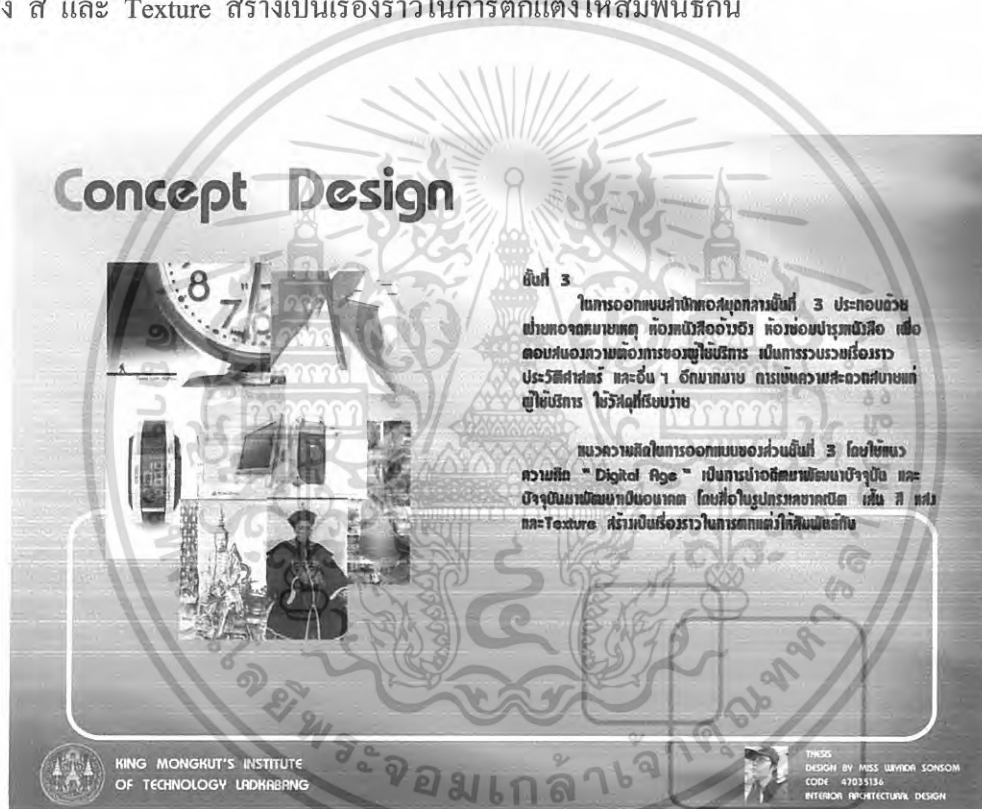 สี และ Texture สร้างเป็นเรื่องราวในการตกแต่งให้สัมพันธ์กัน
Concept Design
8
7
ชั้นที่ 3
ในการออกแบบสำนักหอสมุดกลางชั้นที่ 3 ประกอบด้วย
ฝ่ายหอจดหมายเหตุ ห้องหนังสืออ้างอิง ห้องซ่อมบำรุงหนังสือ เพื่อ
ตอบสนองความต้องการของผู้ใช้บริการ เป็นการรวบรวมเรื่องราว
ประวัติศาสตร์ และอื่น ๆ อีกมากมาย การเน้นความสะดวกสบายแก่
ผู้ใช้บริการ ใช้วัสดุที่เรียบง่าย
แนวความคิดในการออกแบบของส่วนชั้นที่ 3 โดยใช้แนว
ความคิด " Digital Age " เป็นการนำอดีตมาพัฒนาปัจจุบัน และ
ปัจจุบันมาพัฒนาเป็นอนาคต โดยสื่อในรูปทรงเลขาคณิต เส้น สี แสง
และTexture สร้างเป็นเรื่องราวในการตกแต่งให้สัมพันธ์กัน
KING MONGKUT'S INSTITUTE
OF TECHNOLOGY LADKABANG
THESIS
DESIGN BY MISS WIYADA SONSOM
CODE 47035136
INTERIOR ARCHITECTURAL DESIGN